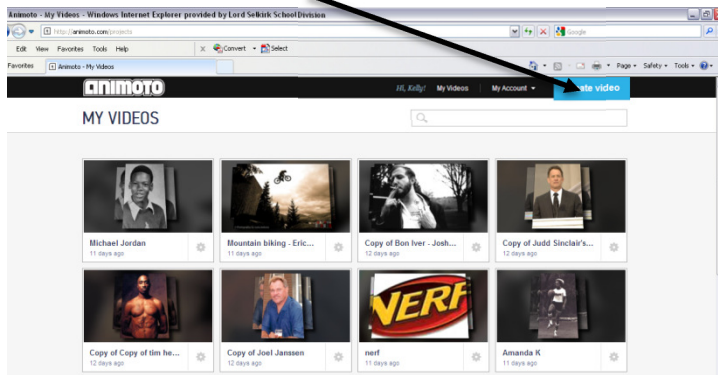 Animoto - My Videos - Windows Internet Explorer provided by Lord Selkirk School Division
http://animoto.com/projects
Google
Edit View Favorites Tools Help
x Convert Select
Favorites Animoto - My Videos
Page Safety Tools
animoto
Hi, Kelly! My Videos My Account video
MY VIDEOS
Michael Jordan
11 days ago
Mountain biking - Eric...
11 days ago
Copy of Bon Iver - Josh...
12 days ago
Copy of Judd Sinclair's...
12 days ago
NERF
Copy of Copy of tim he...
12 days ago
Copy of Joel Janssen
12 days ago
nerf
11 days ago
Amanda K
11 days ago